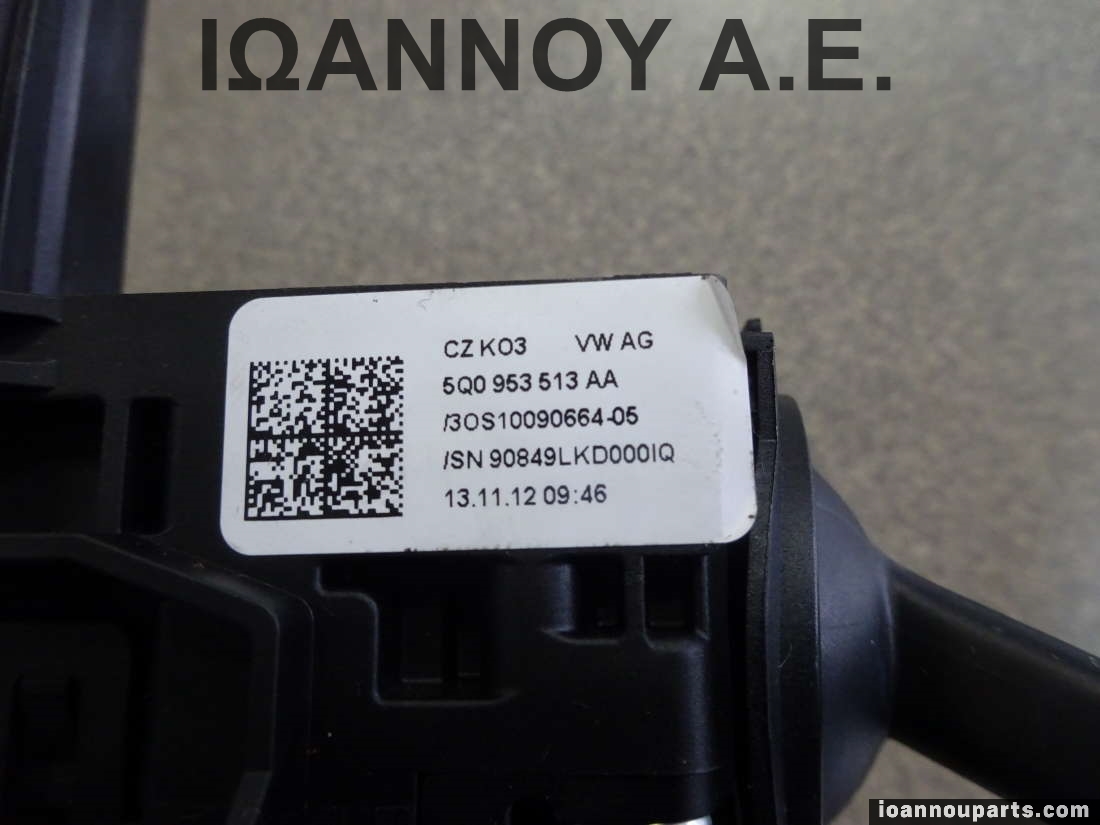 ΙΩΑΝΝΟΥ Α.Ε.
CZ KO3 VW AG
5Q0 953 513 AA
/3OS10090664-05
/SN 90849LKD000IQ
13.11.12 09:46
ioannouparts.com